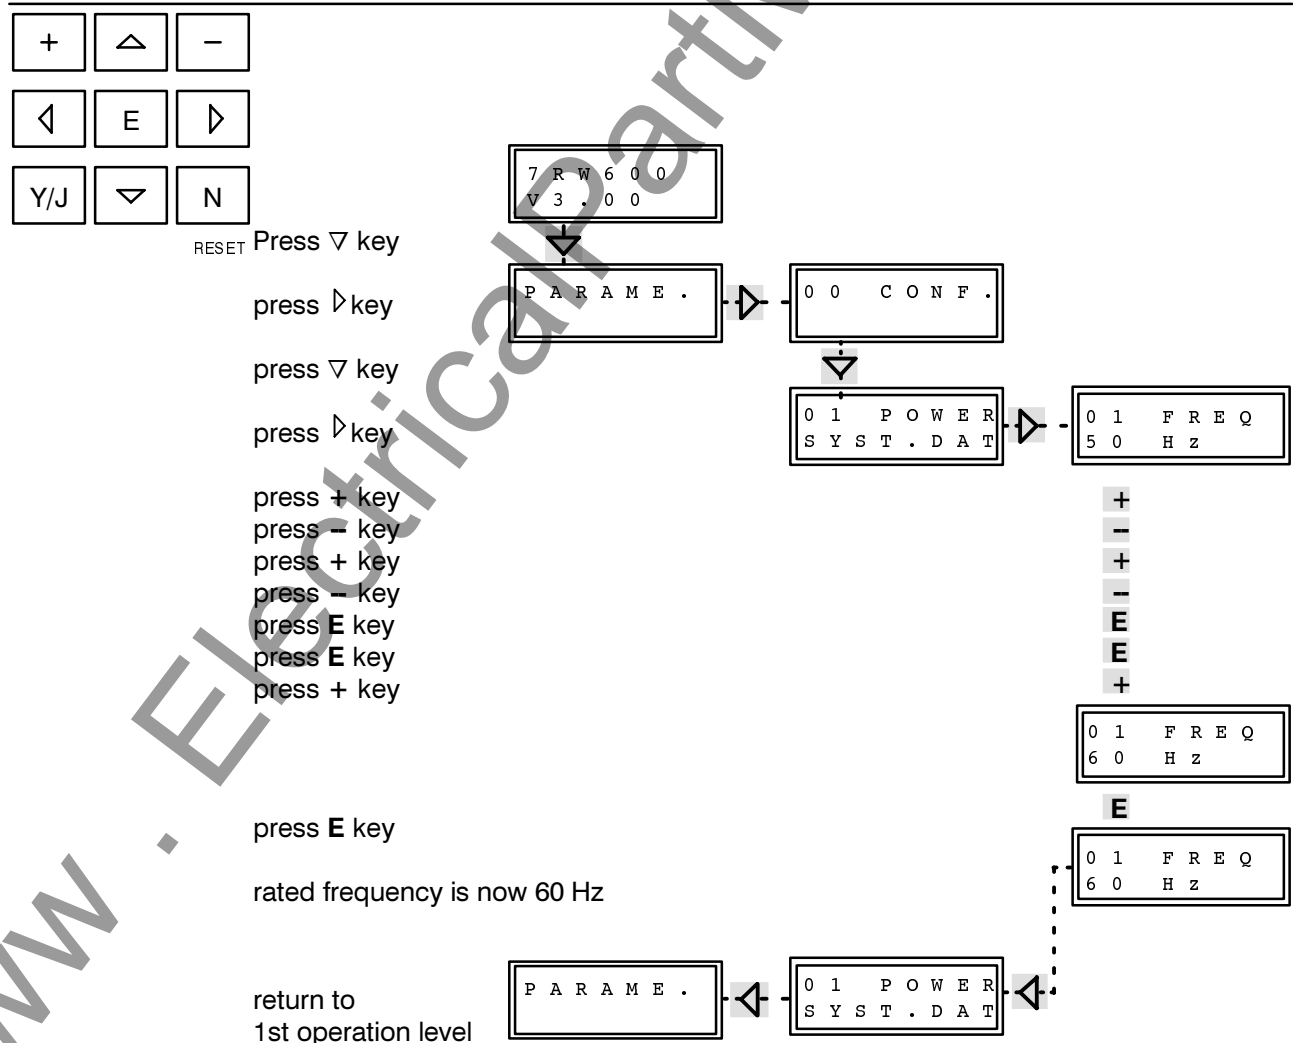 + △ −
◁ E ▷
Y/J ▽ N
RESET
7RW600
V3.00
Press ▽ key
PARAME.
00 CONF.
press ▷ key
press ▽ key
01 POWER
SYST.DAT
01 FREQ
50 Hz
press ▷ key
press + key +
press -- key --
press + key +
press -- key --
press E key E
press E key E
press + key +
01 FREQ
60 Hz
press E key E
01 FREQ
60 Hz
rated frequency is now 60 Hz
PARAME.
01 POWER
SYST.DAT
return to
1st operation level
www.ElectricalPart